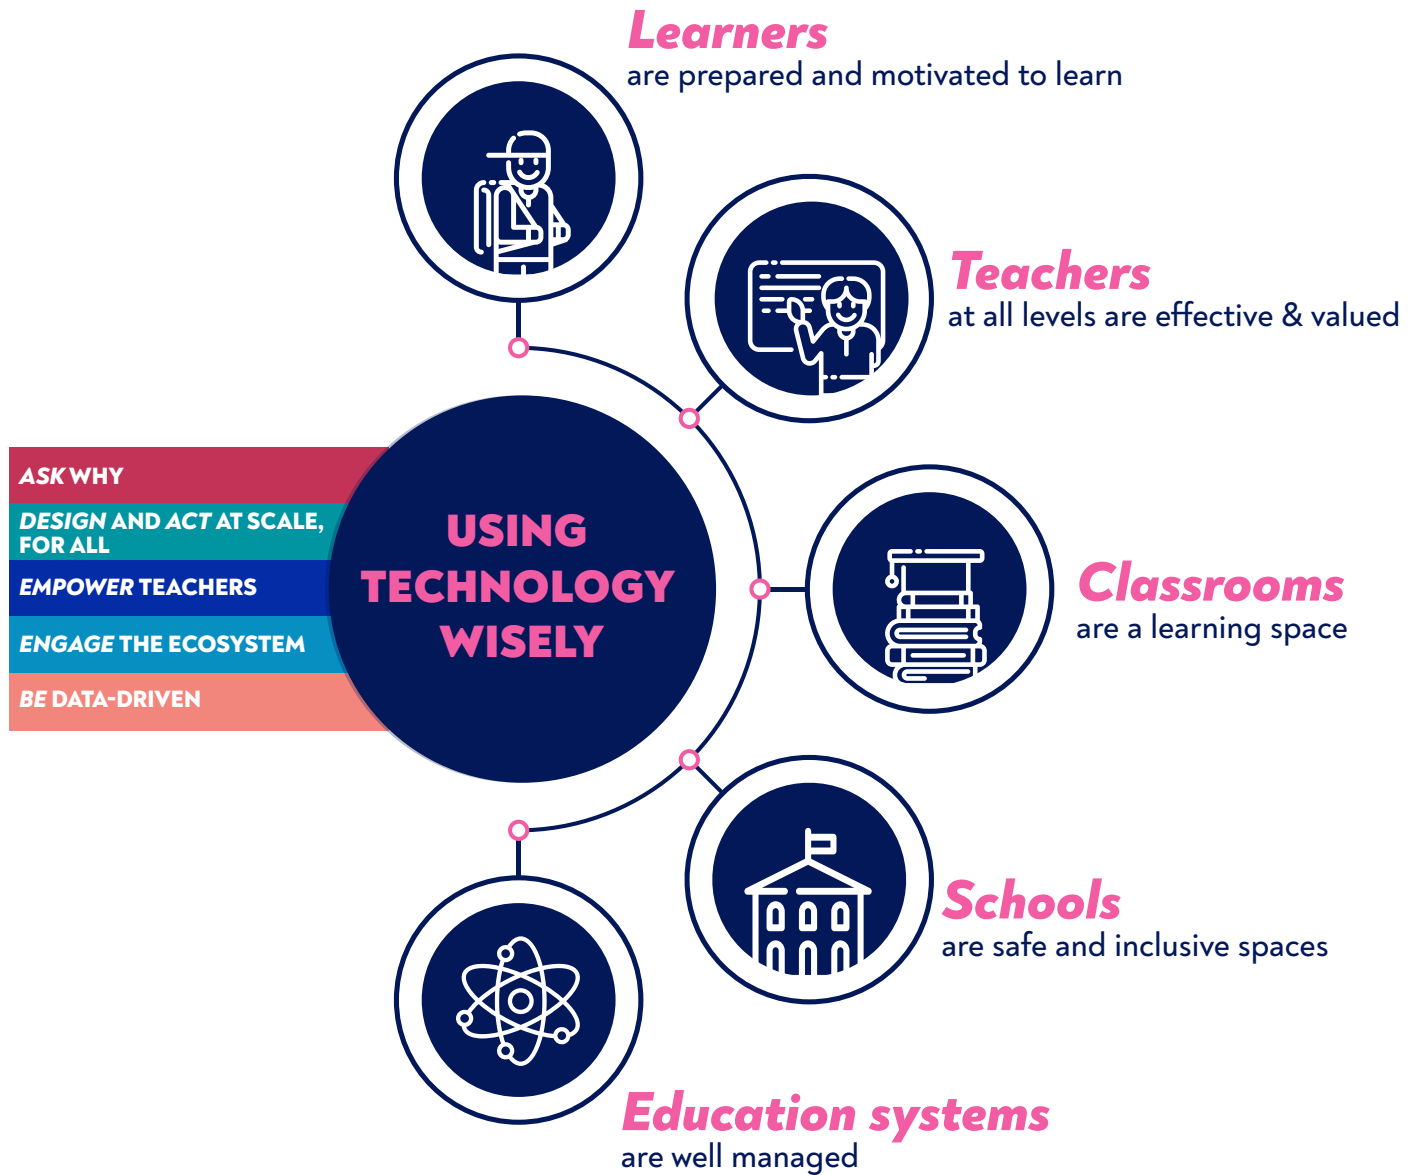 Learners
are prepared and motivated to learn
Teachers
at all levels are effective & valued
ASK WHY
DESIGN AND ACT AT SCALE,
FOR ALL
EMPOWER TEACHERS
ENGAGE THE ECOSYSTEM
BE DATA-DRIVEN
USING
TECHNOLOGY
WISELY
Classrooms
are a learning space
Schools
are safe and inclusive spaces
Education systems
are well managed